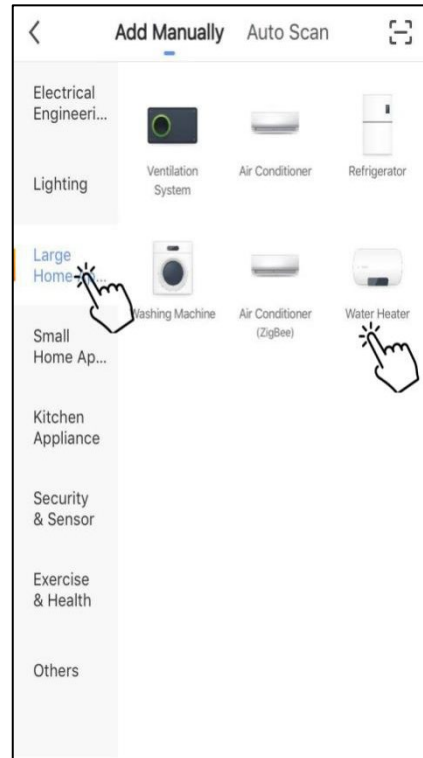 Add Manually Auto Scan
Electrical
Engineeri...
Ventilation
System
Air Conditioner
Refrigerator
Lighting
Large
Home
Washing Machine
Air Conditioner
(ZigBee)
Water Heater
Small
Home Ap...
Kitchen
Appliance
Security
& Sensor
Exercise
& Health
Others